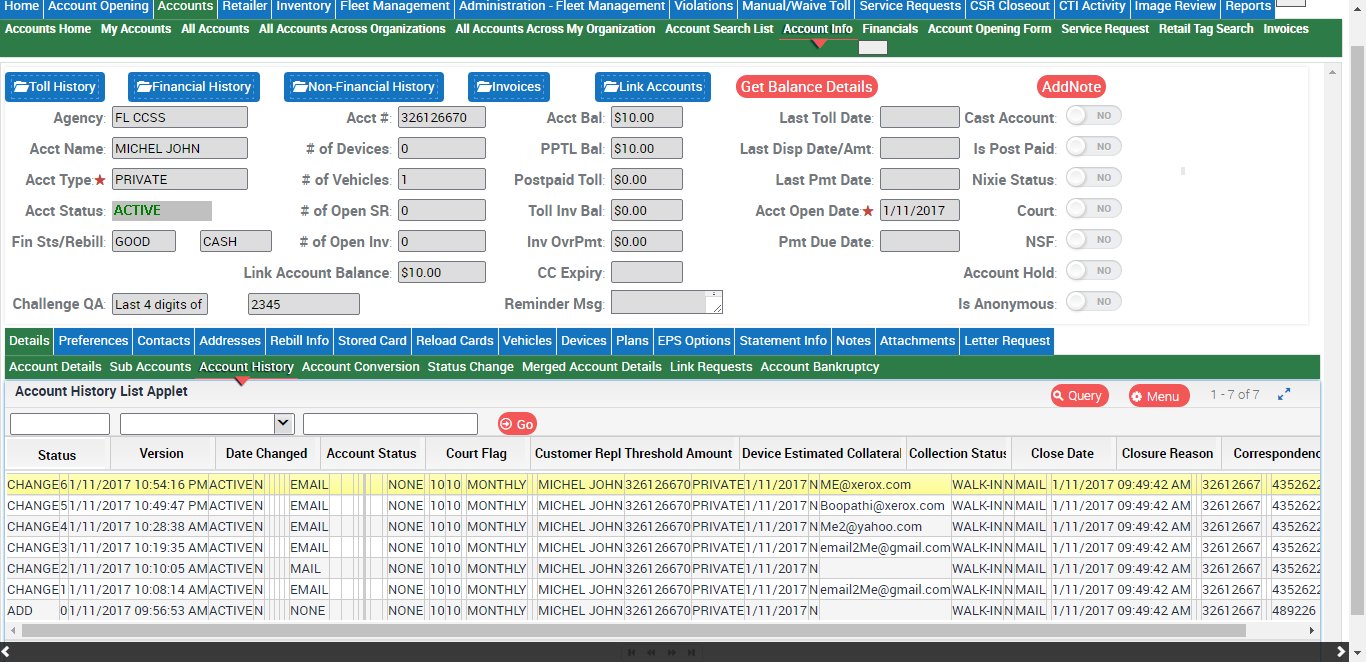 Home Account Opening Accounts Retailer Inventory Fleet Management Administration - Fleet Management Violations Manual/Waive Toll Service Requests CSR Closeout CTI Activity Image Review Reports
Accounts Home My Accounts All Accounts All Accounts Across Organizations All Accounts Across My Organization Account Search List Account Info Financials Account Opening Form Service Request Retail Tag Search Invoices
Toll History Financial History Non-Financial History Invoices Link Accounts Get Balance Details AddNote
Agency: FL CCSS Acct #: 326126670 Acct Bal: $10.00 Last Toll Date: Cast Account: NO
Acct Name: MICHEL JOHN # of Devices: 0 PPTL Bal: $10.00 Last Disp Date/Amt: Is Post Paid: NO
Acct Type:★ PRIVATE # of Vehicles: 1 Postpaid Toll: $0.00 Last Pmt Date: Nixie Status: NO
Acct Status: ACTIVE # of Open SR: 0 Toll Inv Bal: $0.00 Acct Open Date:★ 1/11/2017 Court: NO
Fin Sts/Rebill: GOOD CASH # of Open Inv: 0 Inv OvrPmt: $0.00 Pmt Due Date: NSF: NO
Link Account Balance: $10.00 CC Expiry: Account Hold: NO
Challenge QA: Last 4 digits of 2345 Reminder Msg: Is Anonymous: NO
Details Preferences Contacts Addresses Rebill Info Stored Card Reload Cards Vehicles Devices Plans EPS Options Statement Info Notes Attachments Letter Request
Account Details Sub Accounts Account History Account Conversion Status Change Merged Account Details Link Requests Account Bankruptcy
Account History List Applet Query Menu 1 - 7 of 7
Go
Status Version Date Changed Account Status Court Flag Customer Repl Threshold Amount Device Estimated Collateral Collection Status Close Date Closure Reason Correspondenc
CHANGE 6 1/11/2017 10:54:16 PM ACTIVE N EMAIL NONE 10 10 MONTHLY MICHEL JOHN 326126670 PRIVATE 1/11/2017 N ME@xerox.com WALK-IN N MAIL 1/11/2017 09:49:42 AM 32612667 4352622
CHANGE 5 1/11/2017 10:49:47 PM ACTIVE N EMAIL NONE 10 10 MONTHLY MICHEL JOHN 326126670 PRIVATE 1/11/2017 N Boopathi@xerox.com WALK-IN N MAIL 1/11/2017 09:49:42 AM 32612667 4352622
CHANGE 4 1/11/2017 10:28:38 AM ACTIVE N EMAIL NONE 10 10 MONTHLY MICHEL JOHN 326126670 PRIVATE 1/11/2017 N Me2@yahoo.com WALK-IN N MAIL 1/11/2017 09:49:42 AM 32612667 4352622
CHANGE 3 1/11/2017 10:19:35 AM ACTIVE N EMAIL NONE 10 10 MONTHLY MICHEL JOHN 326126670 PRIVATE 1/11/2017 N email2Me@gmail.com WALK-IN N MAIL 1/11/2017 09:49:42 AM 32612667 4352622
CHANGE 2 1/11/2017 10:10:05 AM ACTIVE N MAIL NONE 10 10 MONTHLY MICHEL JOHN 326126670 PRIVATE 1/11/2017 N WALK-IN N MAIL 1/11/2017 09:49:42 AM 32612667 4352622
CHANGE 1 1/11/2017 10:08:14 AM ACTIVE N EMAIL NONE 10 10 MONTHLY MICHEL JOHN 326126670 PRIVATE 1/11/2017 N email2Me@gmail.com WALK-IN N MAIL 1/11/2017 09:49:42 AM 32612667 4352622
ADD 0 1/11/2017 09:56:53 AM ACTIVE N NONE NONE 10 10 MONTHLY MICHEL JOHN 326126670 PRIVATE 1/11/2017 N WALK-IN N MAIL 1/11/2017 09:49:42 AM 32612667 489226